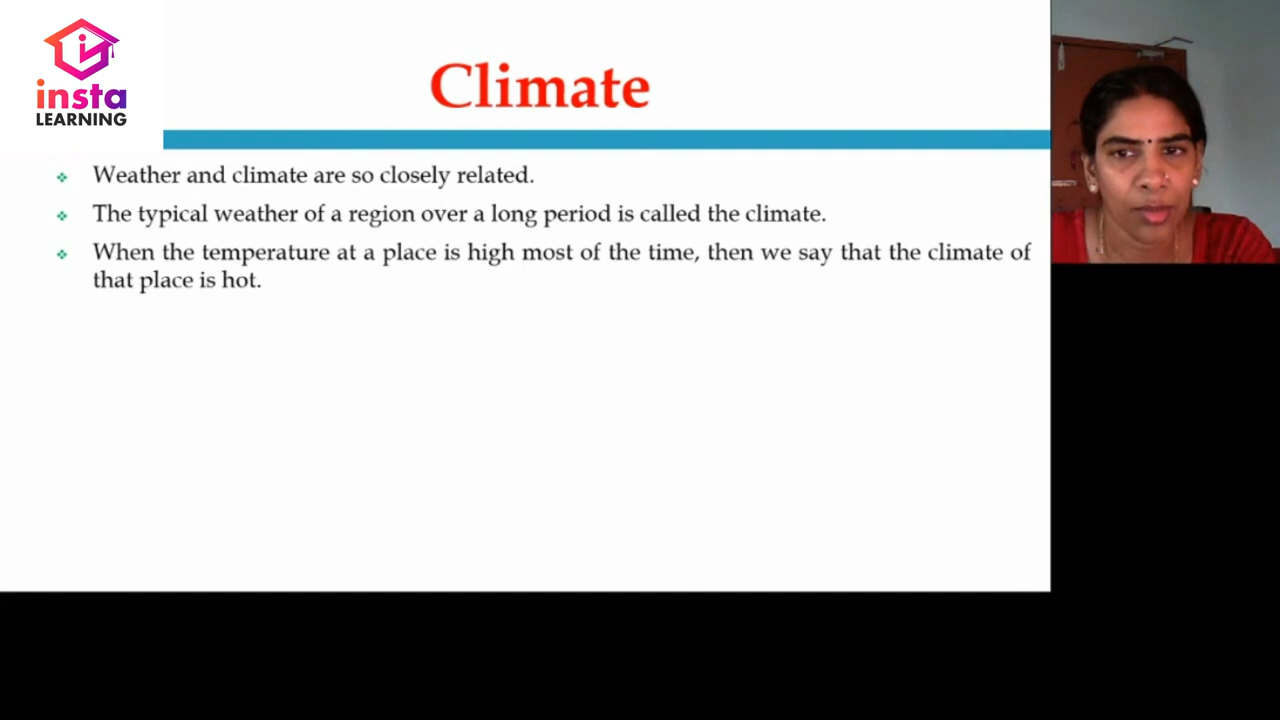 insta
LEARNING
Climate
Weather and climate are so closely related.
The typical weather of a region over a long period is called the climate.
When the temperature at a place is high most of the time, then we say that the climate of
that place is hot.